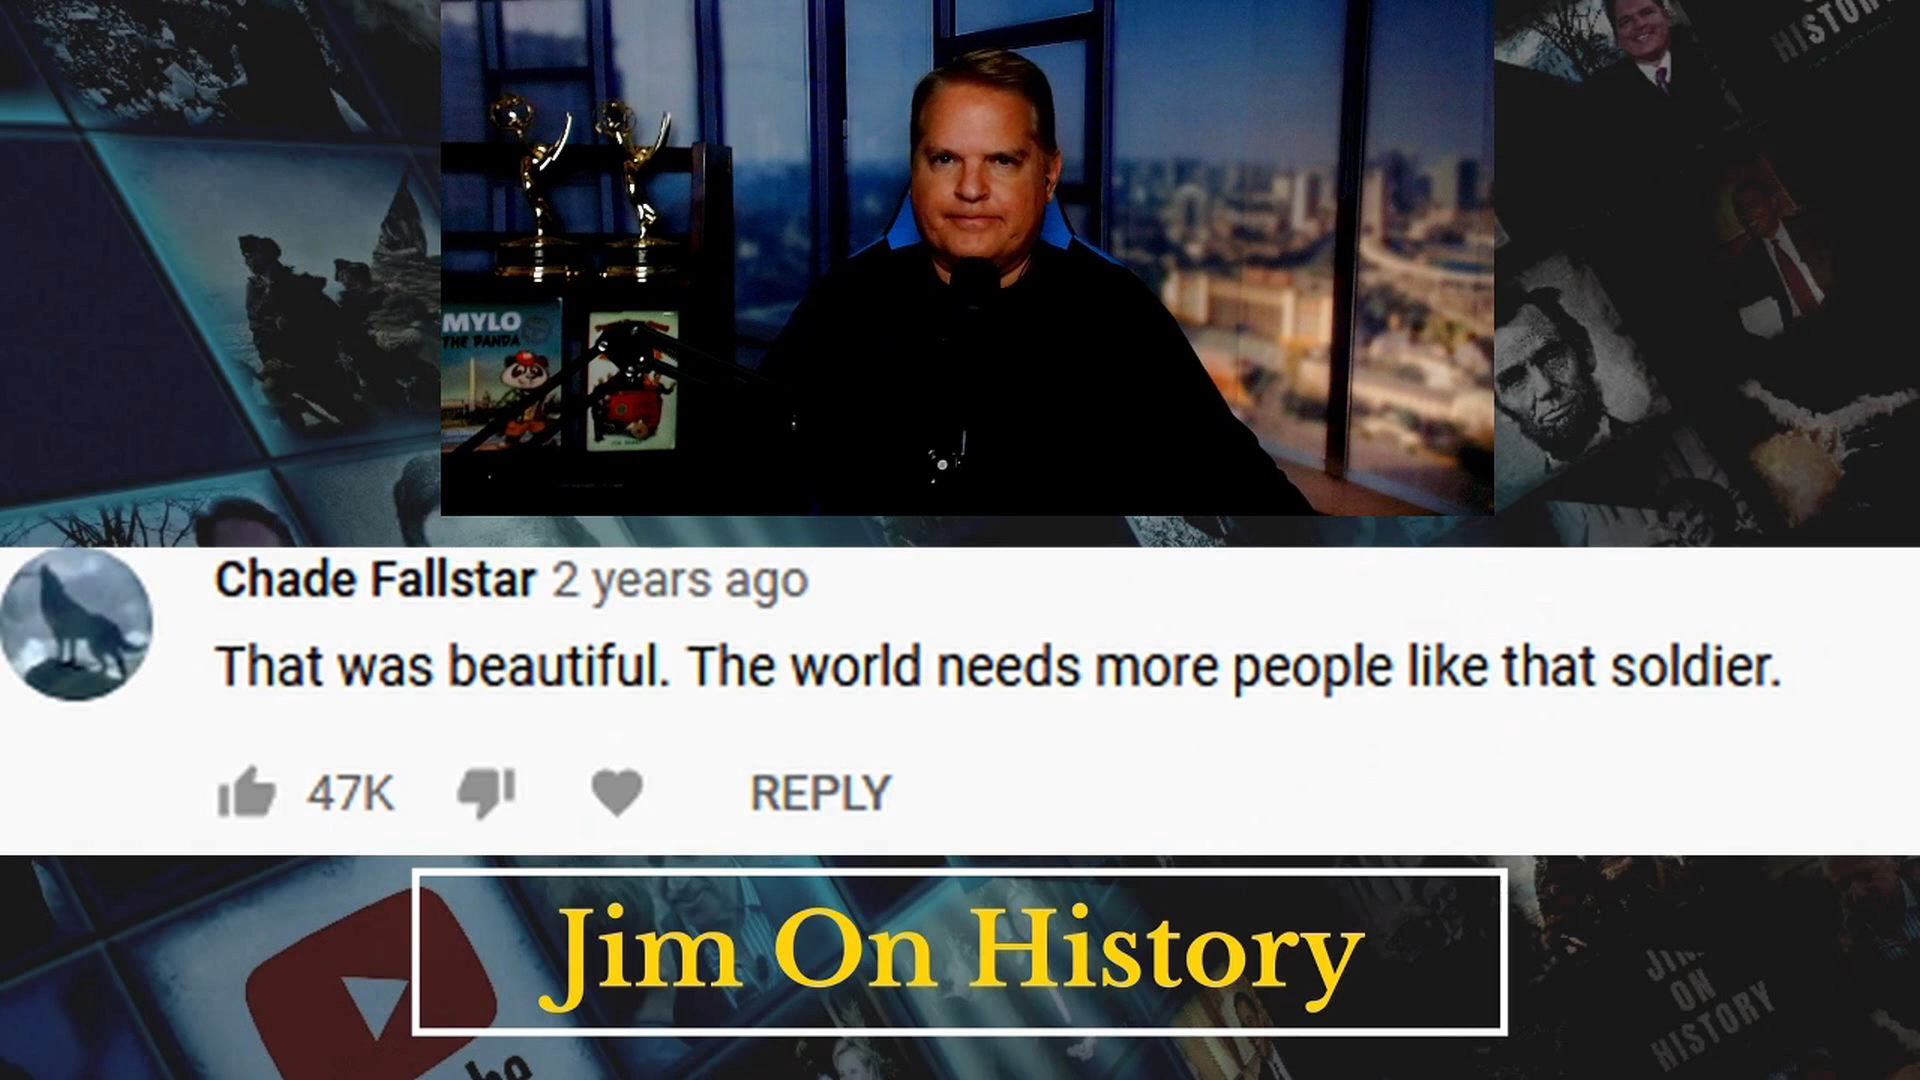 HISTORY
MYLO
THE PANDA
Chade Fallstar 2 years ago
That was beautiful. The world needs more people like that soldier.
47K
REPLY
Jim On History
JIM
ON
HISTORY